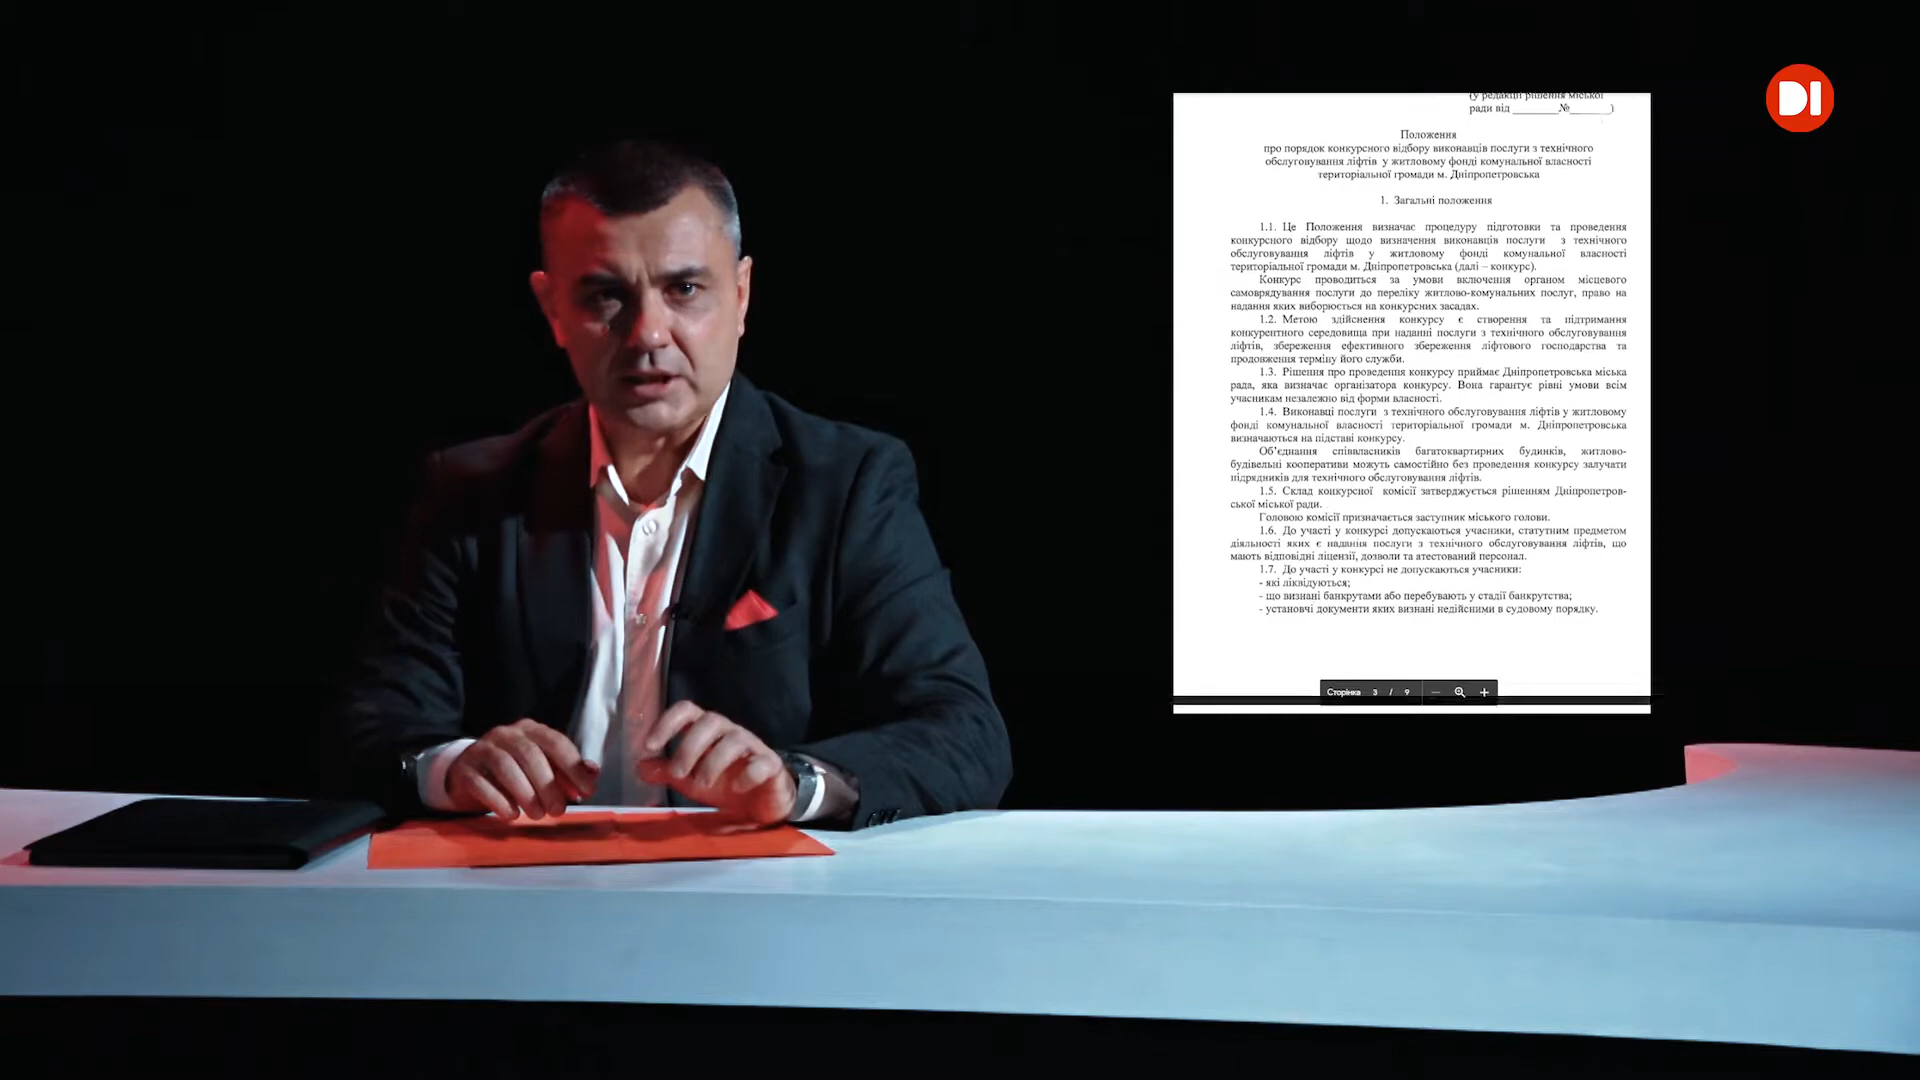 DI
(у редакції рішення міської
ради від ________№_______)
Положення
про порядок конкурсного відбору виконавців послуги з технічного
обслуговування ліфтів у житловому фонді комунальної власності
територіальної громади м. Дніпропетровська
1. Загальні положення
1.1. Це Положення визначає процедуру підготовки та проведення
конкурсного відбору щодо визначення виконавців послуги з технічного
обслуговування ліфтів у житловому фонді комунальної власності
територіальної громади м. Дніпропетровська (далі – конкурс).
Конкурс проводиться за умови включення органом місцевого
самоврядування послуги до переліку житлово-комунальних послуг, право на
надання яких виборюється на конкурсних засадах.
1.2. Метою здійснення конкурсу є створення та підтримання
конкурентного середовища при наданні послуги з технічного обслуговування
ліфтів, збереження ефективного збереження ліфтового господарства та
продовження терміну його служби.
1.3. Рішення про проведення конкурсу приймає Дніпропетровська міська
рада, яка визначає організатора конкурсу. Вона гарантує рівні умови всім
учасникам незалежно від форми власності.
1.4. Виконавці послуги з технічного обслуговування ліфтів у житловому
фонді комунальної власності територіальної громади м. Дніпропетровська
визначаються на підставі конкурсу.
Об'єднання співвласників багатоквартирних будинків, житлово-
будівельні кооперативи можуть самостійно без проведення конкурсу залучати
підрядників для технічного обслуговування ліфтів.
1.5. Склад конкурсної комісії затверджується рішенням Дніпропетров-
ської міської ради.
Головою комісії призначається заступник міського голови.
1.6. До участі у конкурсі допускаються учасники, статутним предметом
діяльності яких є надання послуги з технічного обслуговування ліфтів, що
мають відповідні ліцензії, дозволи та атестований персонал.
1.7. До участі у конкурсі не допускаються учасники:
- які ліквідуються;
- що визнані банкрутами або перебувають у стадії банкрутства;
- установчі документи яких визнані недійсними в судовому порядку.
Сторінка 3 / 9